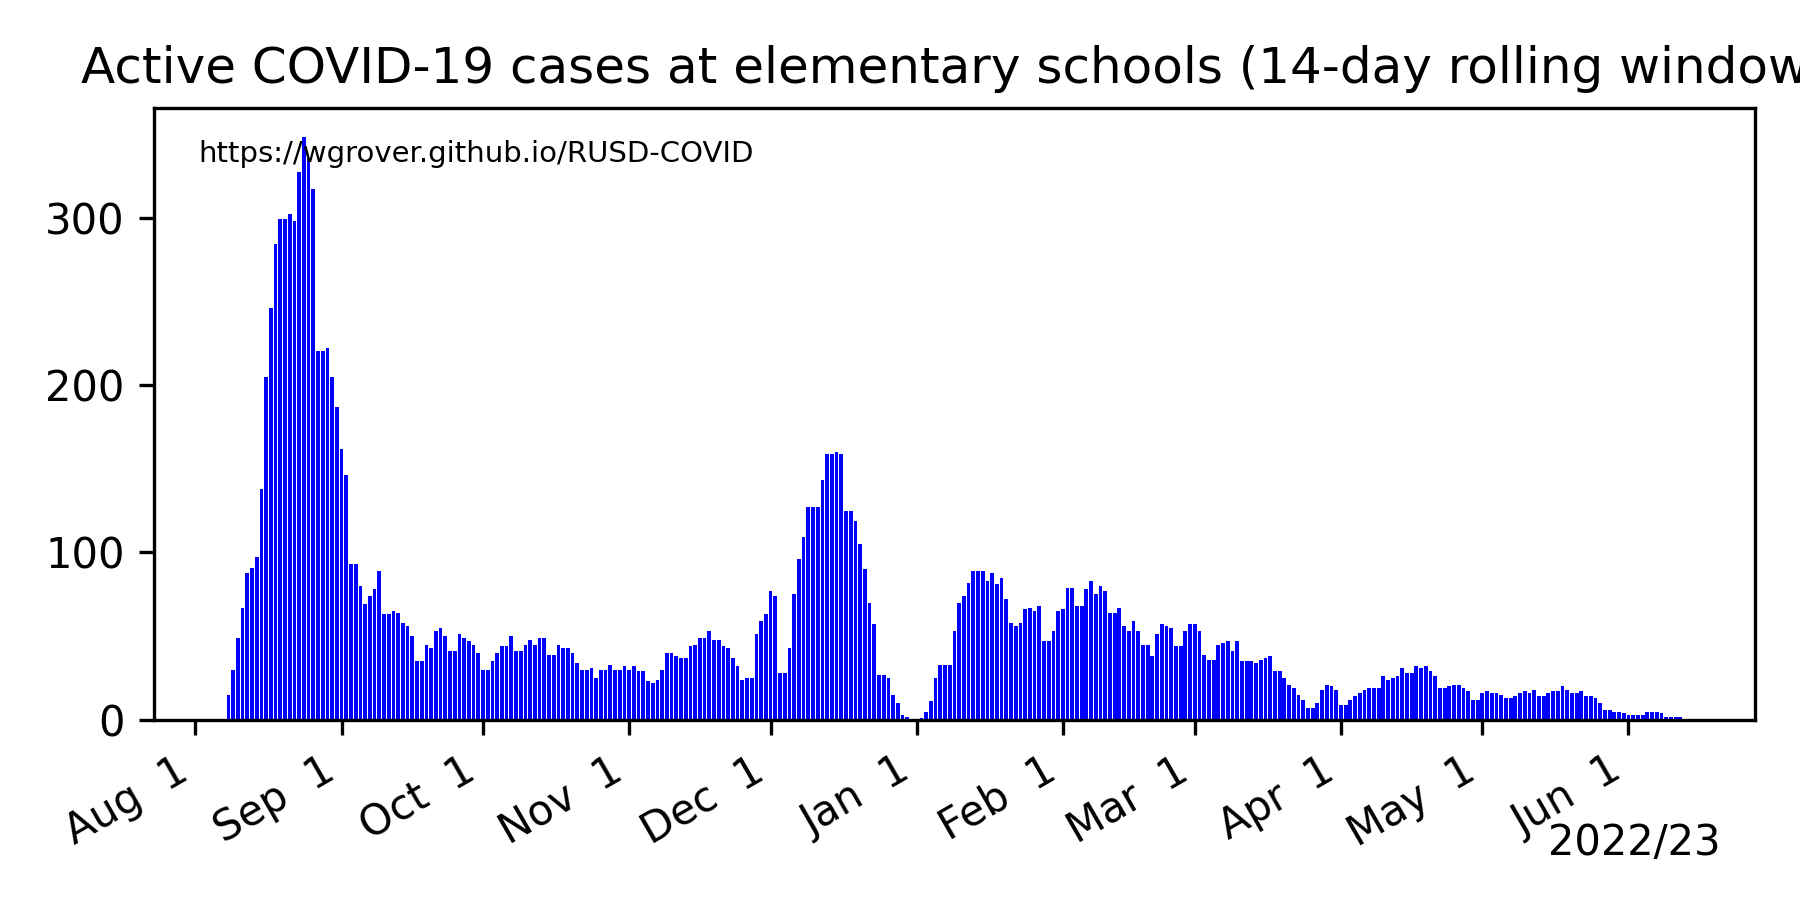 Active COVID-19 cases at elementary schools (14-day rolling window
https://wgrover.github.io/RUSD-COVID
300
200
100
0
Aug 1
Sep 1
Oct 1
Nov 1
Dec 1
Jan 1
Feb 1
Mar 1
Apr 1
May 1
Jun 1
2022/23